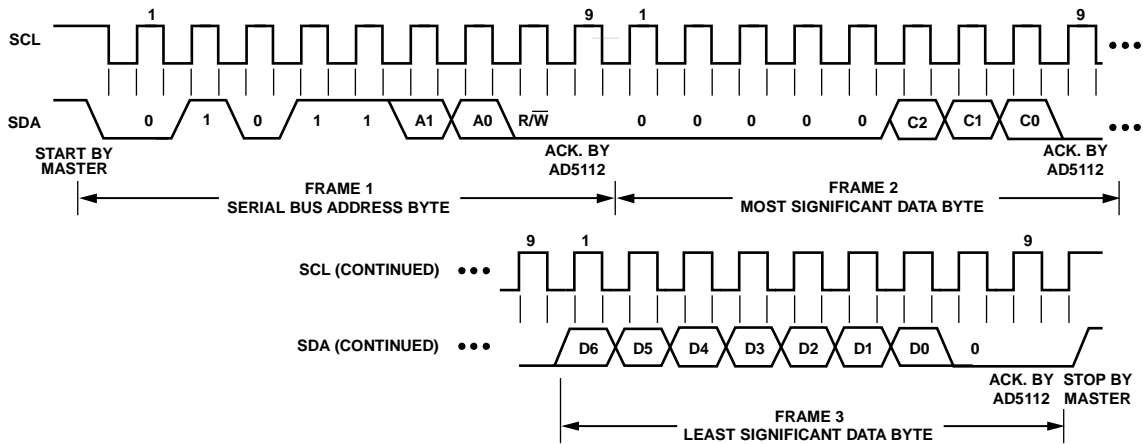 1 9 1 9
SCL
SDA 0 1 0 1 1 A1 A0 R/W̅ 0 0 0 0 0 C2 C1 C0
START BY
MASTER
ACK. BY
AD5112
ACK. BY
AD5112
FRAME 1
SERIAL BUS ADDRESS BYTE
FRAME 2
MOST SIGNIFICANT DATA BYTE
9 1 9
SCL (CONTINUED)
SDA (CONTINUED) D6 D5 D4 D3 D2 D1 D0 0
ACK. BY
AD5112
STOP BY
MASTER
FRAME 3
LEAST SIGNIFICANT DATA BYTE